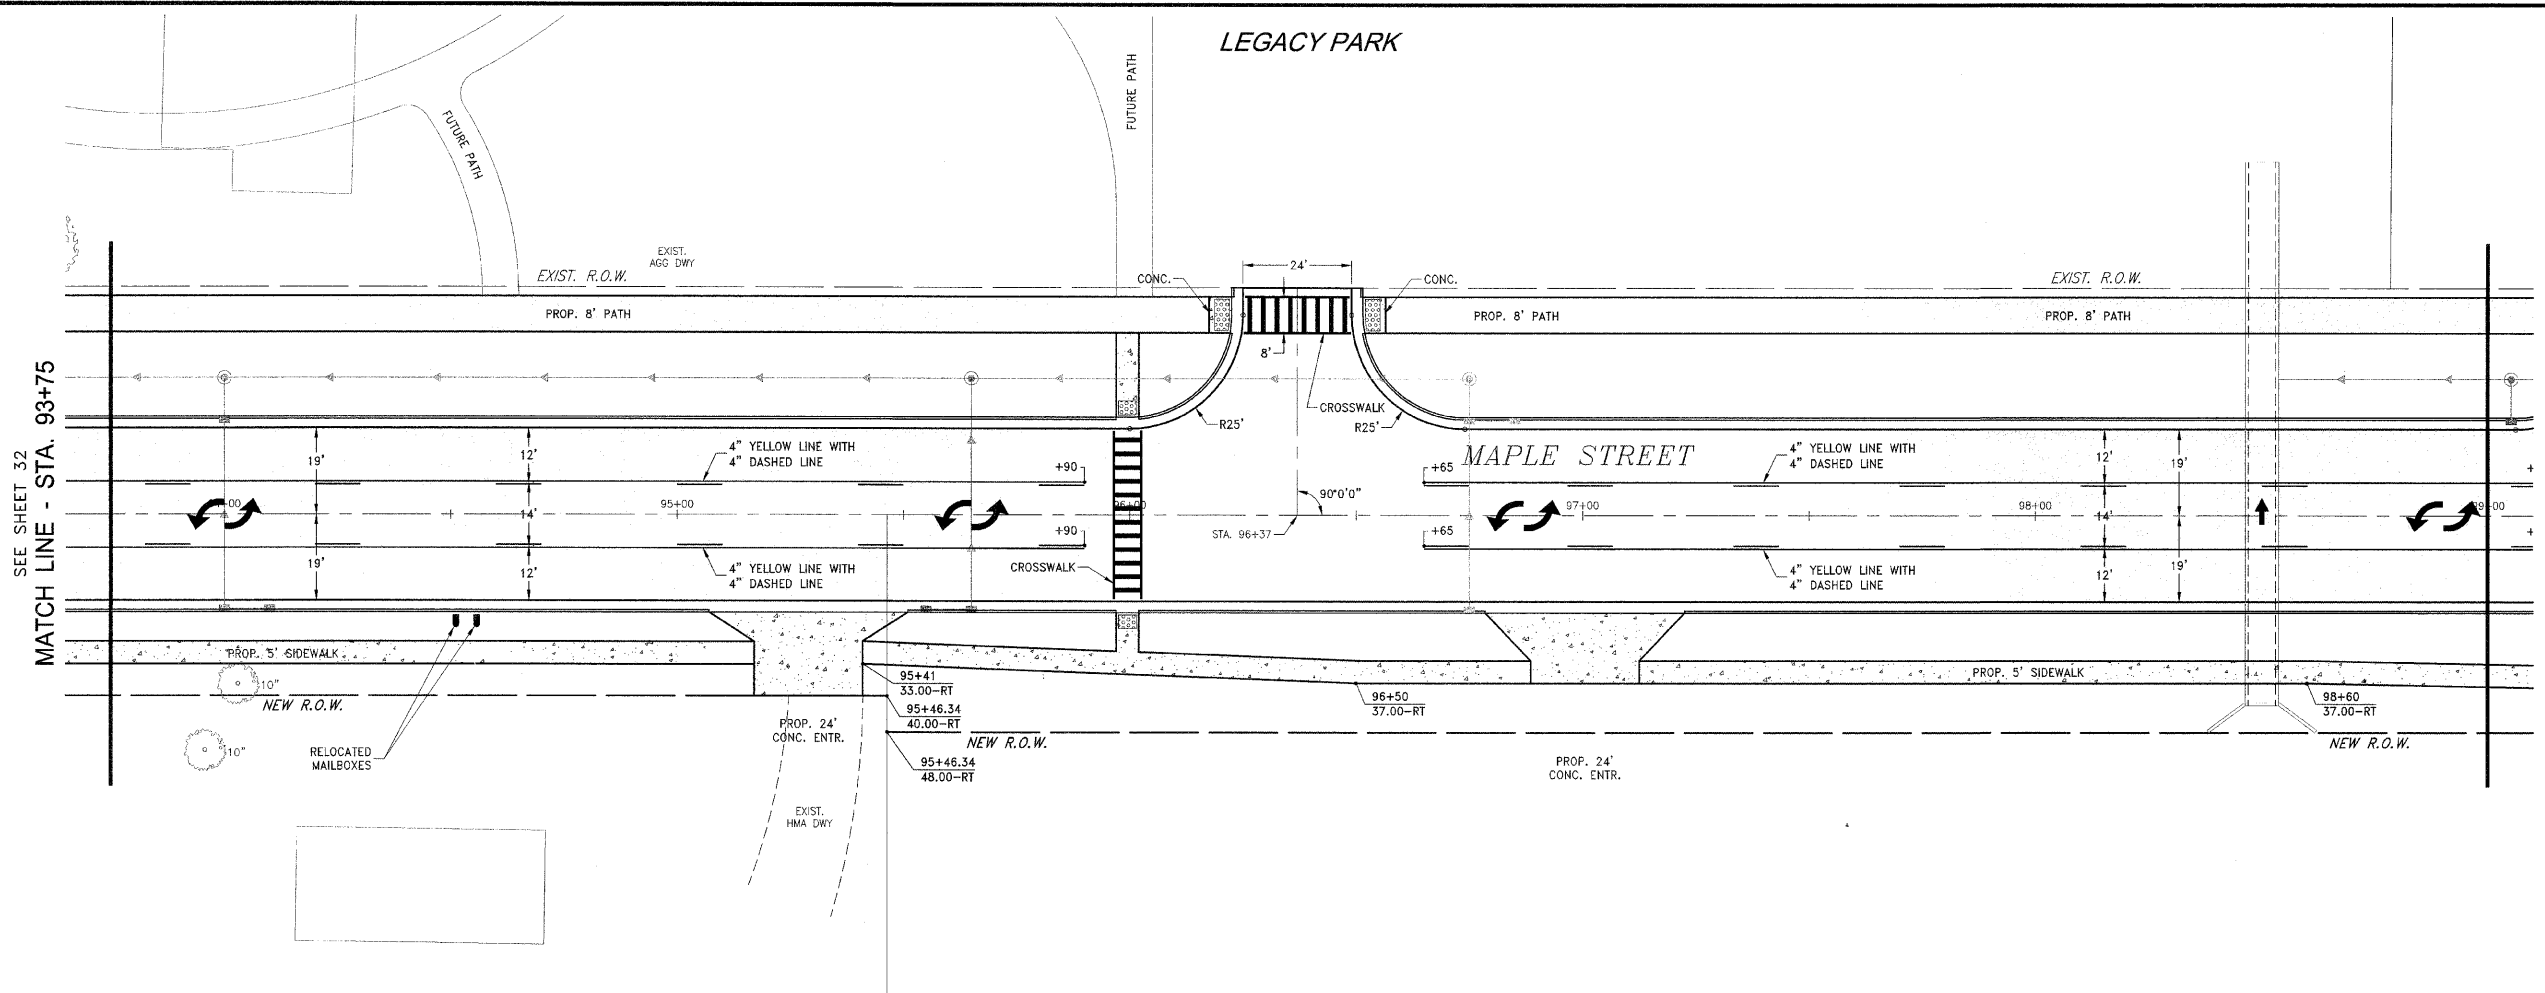 LEGACY PARK
FUTURE PATH
FUTURE PATH
EXIST.
AGG DWY
EXIST. R.O.W.
EXIST. R.O.W.
24'
CONC.
CONC.
PROP. 8' PATH
PROP. 8' PATH
PROP. 8' PATH
8'
CROSSWALK
R25'
R25'
SEE SHEET 32
MATCH LINE - STA. 93+75
19'
12'
4" YELLOW LINE WITH
4" DASHED LINE
+90
+65
MAPLE STREET
4" YELLOW LINE WITH
4" DASHED LINE
12'
19'
+00
14'
95+00
96+00
90°0'0"
97+00
98+00
14'
99+00
STA. 96+37
+90
+65
19'
12'
4" YELLOW LINE WITH
4" DASHED LINE
CROSSWALK
4" YELLOW LINE WITH
4" DASHED LINE
12'
19'
PROP. 5' SIDEWALK
10"
NEW R.O.W.
95+41
33.00-RT
95+46.34
40.00-RT
96+50
37.00-RT
PROP. 5' SIDEWALK
98+60
37.00-RT
10"
RELOCATED
MAILBOXES
PROP. 24'
CONC. ENTR.
NEW R.O.W.
NEW R.O.W.
95+46.34
48.00-RT
PROP. 24'
CONC. ENTR.
EXIST.
HMA DWY